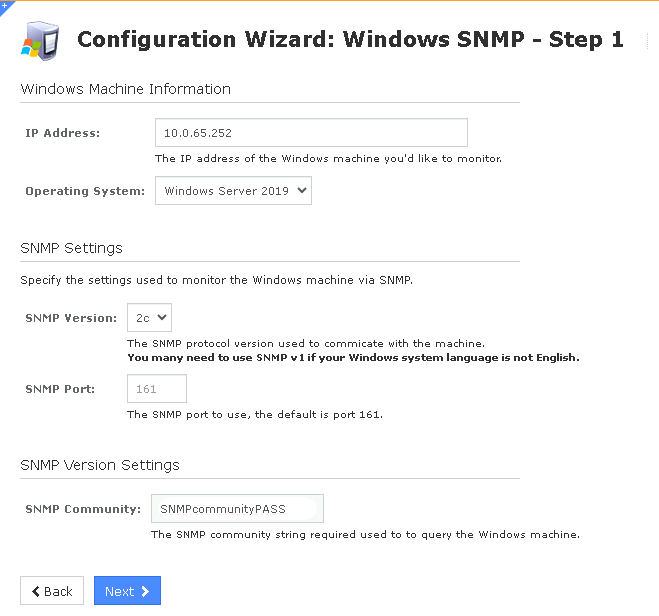 Configuration Wizard: Windows SNMP - Step 1
Windows Machine Information
IP Address: 10.0.65.252
The IP address of the Windows machine you'd like to monitor.
Operating System: Windows Server 2019
SNMP Settings
Specify the settings used to monitor the Windows machine via SNMP.
SNMP Version: 2c
The SNMP protocol version used to commicate with the machine.
You many need to use SNMP v1 if your Windows system language is not English.
SNMP Port: 161
The SNMP port to use, the default is port 161.
SNMP Version Settings
SNMP Community: SNMPcommunityPASS
The SNMP community string required used to to query the Windows machine.
Back Next